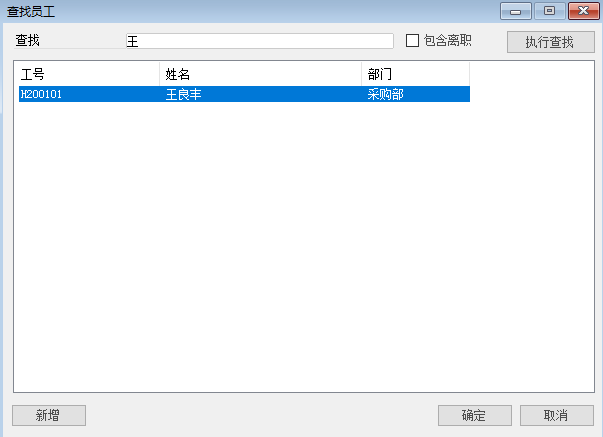 查找员工
查找 王 包含离职 执行查找
工号 姓名 部门
H200101 王良丰 采购部
新增 确定 取消